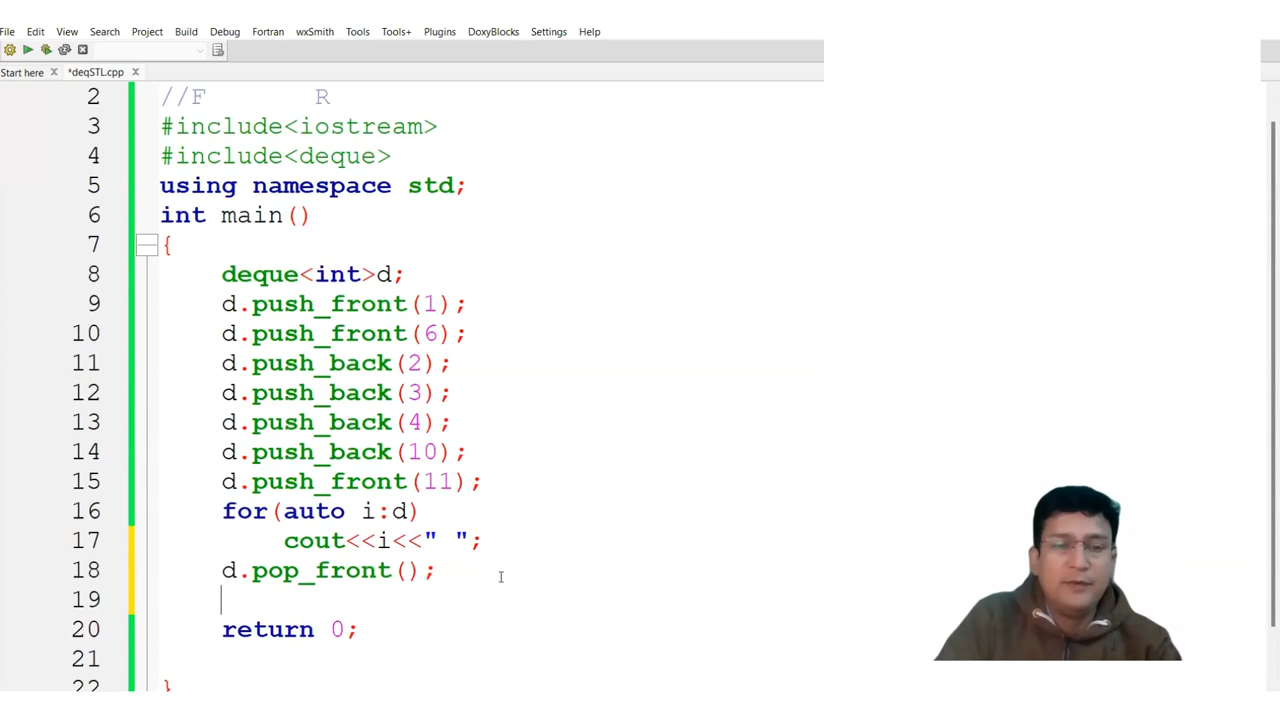 File Edit View Search Project Build Debug Fortran wxSmith Tools Tools+ Plugins DoxyBlocks Settings Help
Start here *deqSTL.cpp
2 //F R
3 #include<iostream>
4 #include<deque>
5 using namespace std;
6 int main()
7 {
8 deque<int>d;
9 d.push_front(1);
10 d.push_front(6);
11 d.push_back(2);
12 d.push_back(3);
13 d.push_back(4);
14 d.push_back(10);
15 d.push_front(11);
16 for(auto i:d)
17 cout<<i<<" ";
18 d.pop_front();
19
20 return 0;
21
22 }